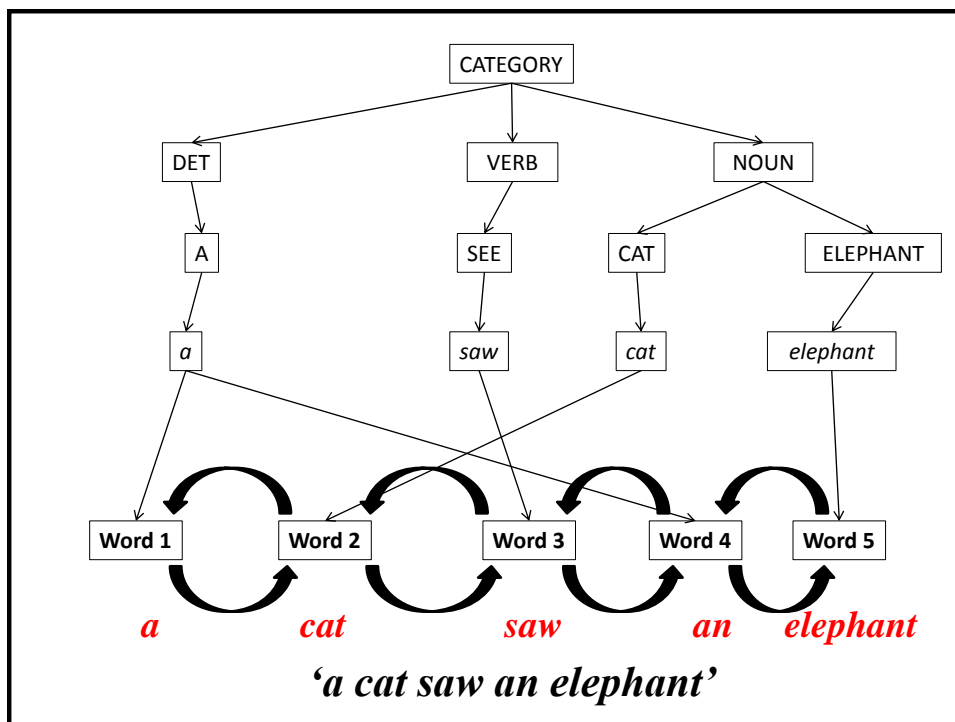 CATEGORY
DET VERB NOUN
A SEE CAT ELEPHANT
a saw cat elephant
Word 1 Word 2 Word 3 Word 4 Word 5
a cat saw an elephant
‘a cat saw an elephant’